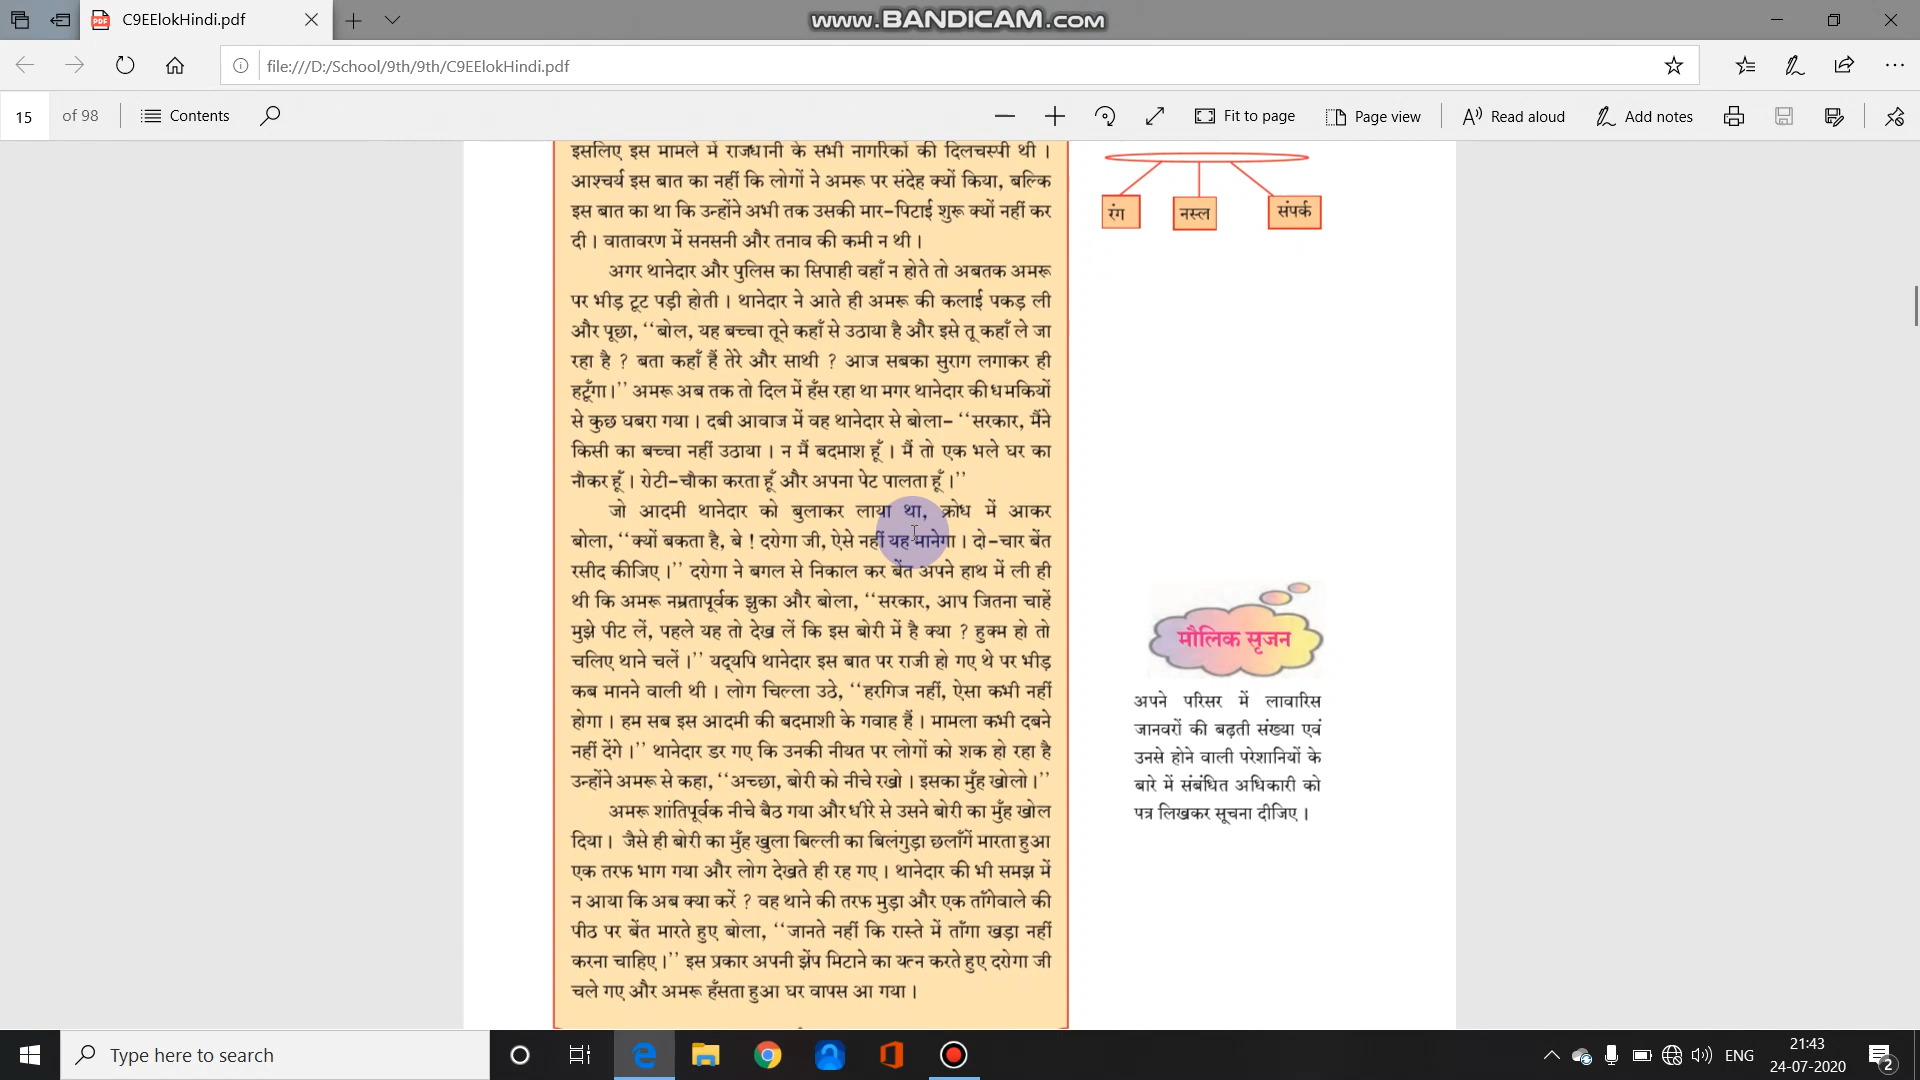 C9EElokHindi.pdf
www.BANDICAM.com
file:///D:/School/9th/9th/C9EElokHindi.pdf
15 of 98 Contents Fit to page Page view Read aloud Add notes
इसलिए इस मामले में राजधानी के सभी नागरिकों की दिलचस्पी थी ।
आश्चर्य इस बात का नहीं कि लोगों ने अमरू पर संदेह क्यों किया, बल्कि
इस बात का था कि उन्होंने अभी तक उसकी मार-पिटाई शुरू क्यों नहीं कर
दी । वातावरण में सनसनी और तनाव की कमी न थी ।
अगर थानेदार और पुलिस का सिपाही वहाँ न होते तो अबतक अमरू
पर भीड़ टूट पड़ी होती । थानेदार ने आते ही अमरू की कलाई पकड़ ली
और पूछा, ‘‘बोल, यह बच्चा तूने कहाँ से उठाया है और इसे तू कहाँ ले जा
रहा है ? बता कहाँ हैं तेरे और साथी ? आज सबका सुराग लगाकर ही
हटूँगा।’’ अमरू अब तक तो दिल में हँस रहा था मगर थानेदार की धमकियों
से कुछ घबरा गया । दबी आवाज में वह थानेदार से बोला- ‘‘सरकार, मैंने
किसी का बच्चा नहीं उठाया । न मैं बदमाश हूँ । मैं तो एक भले घर का
नौकर हूँ । रोटी-चौका करता हूँ और अपना पेट पालता हूँ ।’’
जो आदमी थानेदार को बुलाकर लाया था, क्रोध में आकर
बोला, ‘‘क्यों बकता है, बे ! दरोगा जी, ऐसे नहीं यह मानेगा । दो-चार बेंत
रसीद कीजिए ।’’ दरोगा ने बगल से निकाल कर बेंत अपने हाथ में ली ही
थी कि अमरू नम्रतापूर्वक झुका और बोला, ‘‘सरकार, आप जितना चाहें
मुझे पीट लें, पहले यह तो देख लें कि इस बोरी में है क्या ? हुक्म हो तो
चलिए थाने चलें ।’’ यद्यपि थानेदार इस बात पर राजी हो गए थे पर भीड़
कब मानने वाली थी । लोग चिल्ला उठे, ‘‘हरगिज नहीं, ऐसा कभी नहीं
होगा । हम सब इस आदमी की बदमाशी के गवाह हैं । मामला कभी दबने
नहीं देंगे ।’’ थानेदार डर गए कि उनकी नीयत पर लोगों को शक हो रहा है
उन्होंने अमरू से कहा, ‘‘अच्छा, बोरी को नीचे रखो । इसका मुँह खोलो ।’’
अमरू शांतिपूर्वक नीचे बैठ गया और धीरे से उसने बोरी का मुँह खोल
दिया । जैसे ही बोरी का मुँह खुला बिल्ली का बिलंगुड़ा छलाँगें मारता हुआ
एक तरफ भाग गया और लोग देखते ही रह गए । थानेदार की भी समझ में
न आया कि अब क्या करें ? वह थाने की तरफ मुड़ा और एक ताँगेवाले की
पीठ पर बेंत मारते हुए बोला, ‘‘जानते नहीं कि रास्ते में ताँगा खड़ा नहीं
करना चाहिए ।’’ इस प्रकार अपनी झेंप मिटाने का यत्न करते हुए दरोगा जी
चले गए और अमरू हँसता हुआ घर वापस आ गया ।
रंग नस्ल संपर्क
मौलिक सृजन
अपने परिसर में लावारिस
जानवरों की बढ़ती संख्या एवं
उनसे होने वाली परेशानियों के
बारे में संबंधित अधिकारी को
पत्र लिखकर सूचना दीजिए ।
Type here to search
ENG
21:43
24-07-2020
2